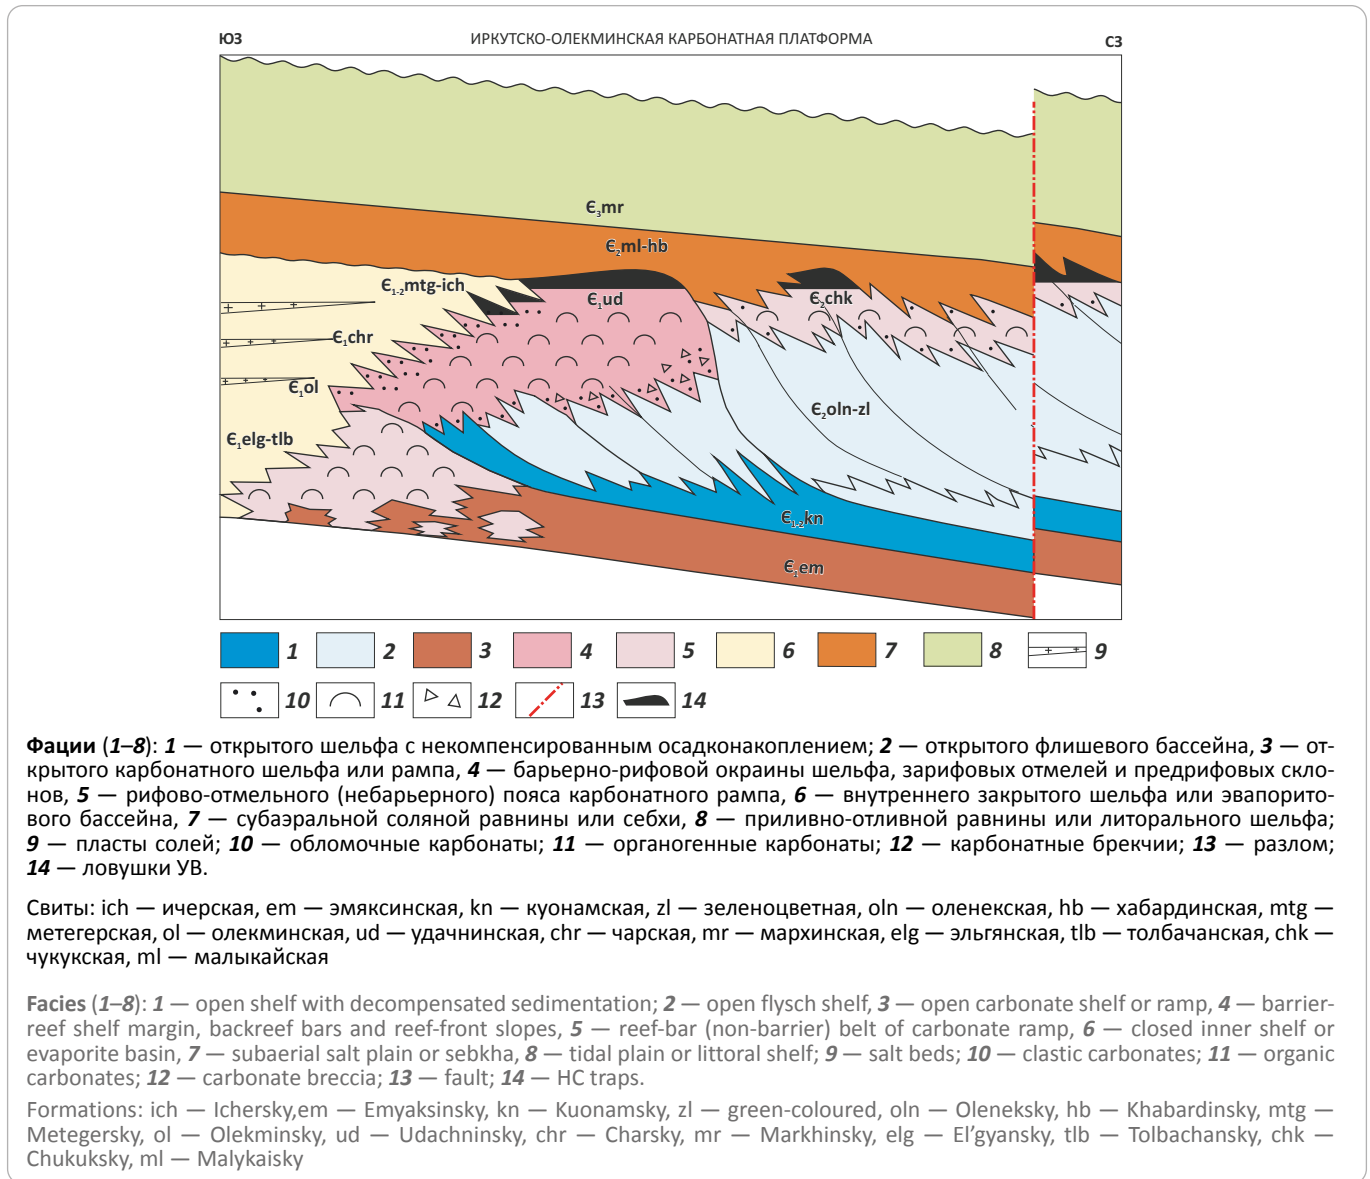 ЮЗ
ИРКУТСКО-ОЛЕКМИНСКАЯ КАРБОНАТНАЯ ПЛАТФОРМА
СЗ
Є₃mr
Є₂ml-hb
Є₁₋₂mtg-ich
Є₁ud
Є₂chk
Є₁chr
Є₁ol
Є₂oln-zl
Є₁elg-tlb
Є₁₋₂kn
Є₁em
1 2 3 4 5 6 7 8 9
10 11 12 13 14
Фации (1–8): 1 — открытого шельфа с некомпенсированным осадконакоплением; 2 — открытого флишевого бассейна, 3 — от-
крытого карбонатного шельфа или рампа, 4 — барьерно-рифовой окраины шельфа, зарифовых отмелей и предрифовых скло-
нов, 5 — рифово-отмельного (небарьерного) пояса карбонатного рампа, 6 — внутреннего закрытого шельфа или эвапорито-
вого бассейна, 7 — субаэральной соляной равнины или себхи, 8 — приливно-отливной равнины или литорального шельфа;
9 — пласты солей; 10 — обломочные карбонаты; 11 — органогенные карбонаты; 12 — карбонатные брекчии; 13 — разлом;
14 — ловушки УВ.
Свиты: ich — ичерская, em — эмяксинская, kn — куонамская, zl — зеленоцветная, oln — оленекская, hb — хабардинская, mtg —
метегерская, ol — олекминская, ud — удачнинская, chr — чарская, mr — мархинская, elg — эльгянская, tlb — толбачанская, chk —
чукукская, ml — малыкайская
Facies (1–8): 1 — open shelf with decompensated sedimentation; 2 — open flysch shelf, 3 — open carbonate shelf or ramp, 4 — barrier-
reef shelf margin, backreef bars and reef-front slopes, 5 — reef-bar (non-barrier) belt of carbonate ramp, 6 — closed inner shelf or
evaporite basin, 7 — subaerial salt plain or sebkha, 8 — tidal plain or littoral shelf; 9 — salt beds; 10 — clastic carbonates; 11 — organic
carbonates; 12 — carbonate breccia; 13 — fault; 14 — HC traps.
Formations: ich — Ichersky,em — Emyaksinsky, kn — Kuonamsky, zl — green-coloured, oln — Oleneksky, hb — Khabardinsky, mtg —
Metegersky, ol — Olekminsky, ud — Udachninsky, chr — Charsky, mr — Markhinsky, elg — El’gyansky, tlb — Tolbachansky, chk —
Chukuksky, ml — Malykaisky